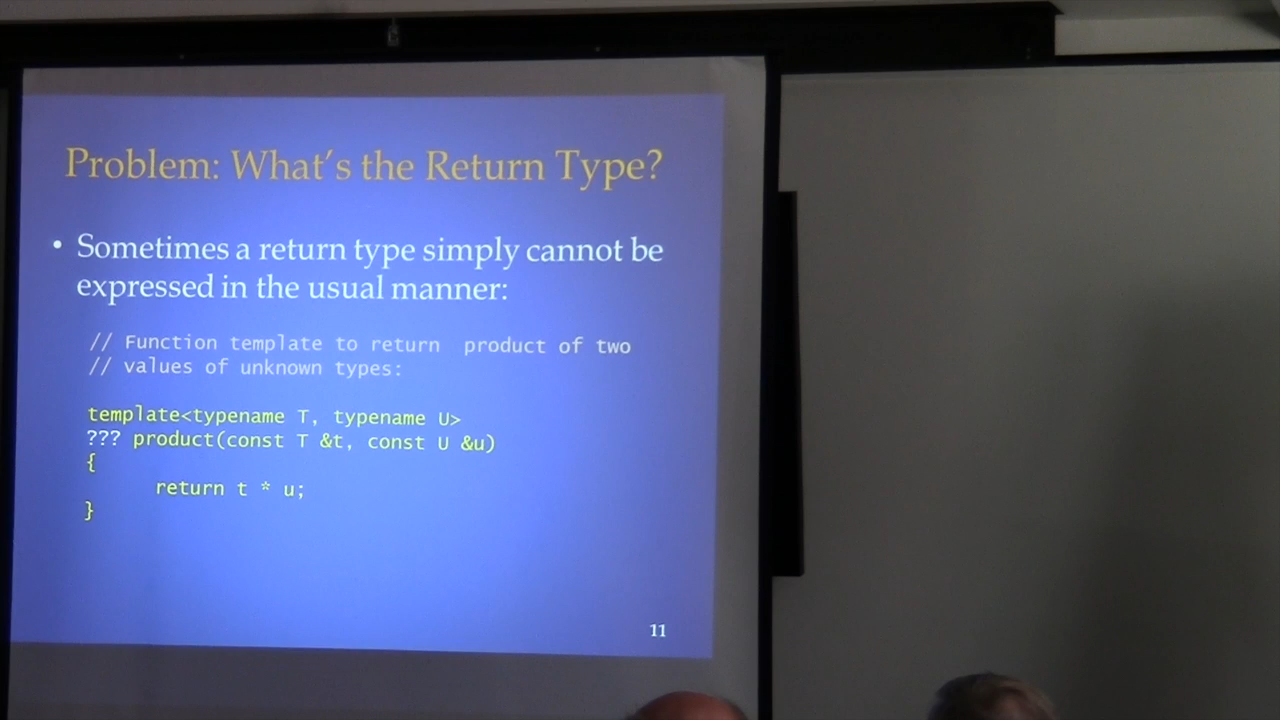 Problem: What's the Return Type?
• Sometimes a return type simply cannot be
expressed in the usual manner:
// Function template to return  product of two
// values of unknown types:
template<typename T, typename U>
??? product(const T &t, const U &u)
{
return t * u;
}
11